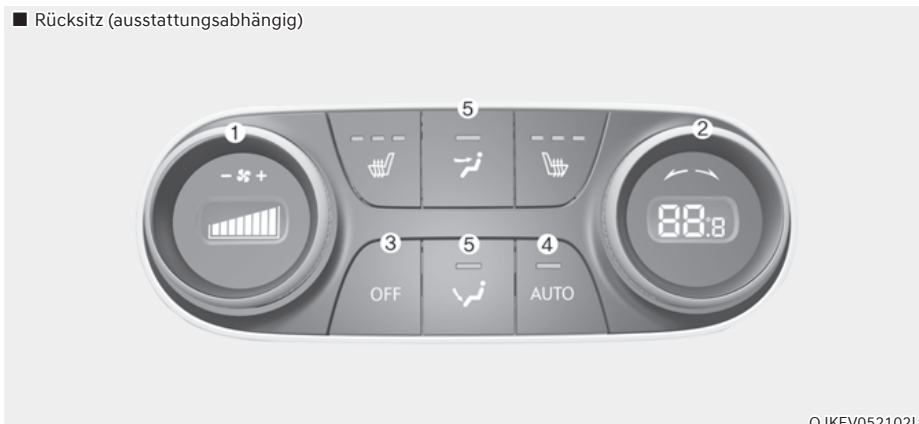 ■ Rücksitz (ausstattungsabhängig)
5
1
2
- +
88:8
3
5
4
OFF
AUTO
OJKEV052102L